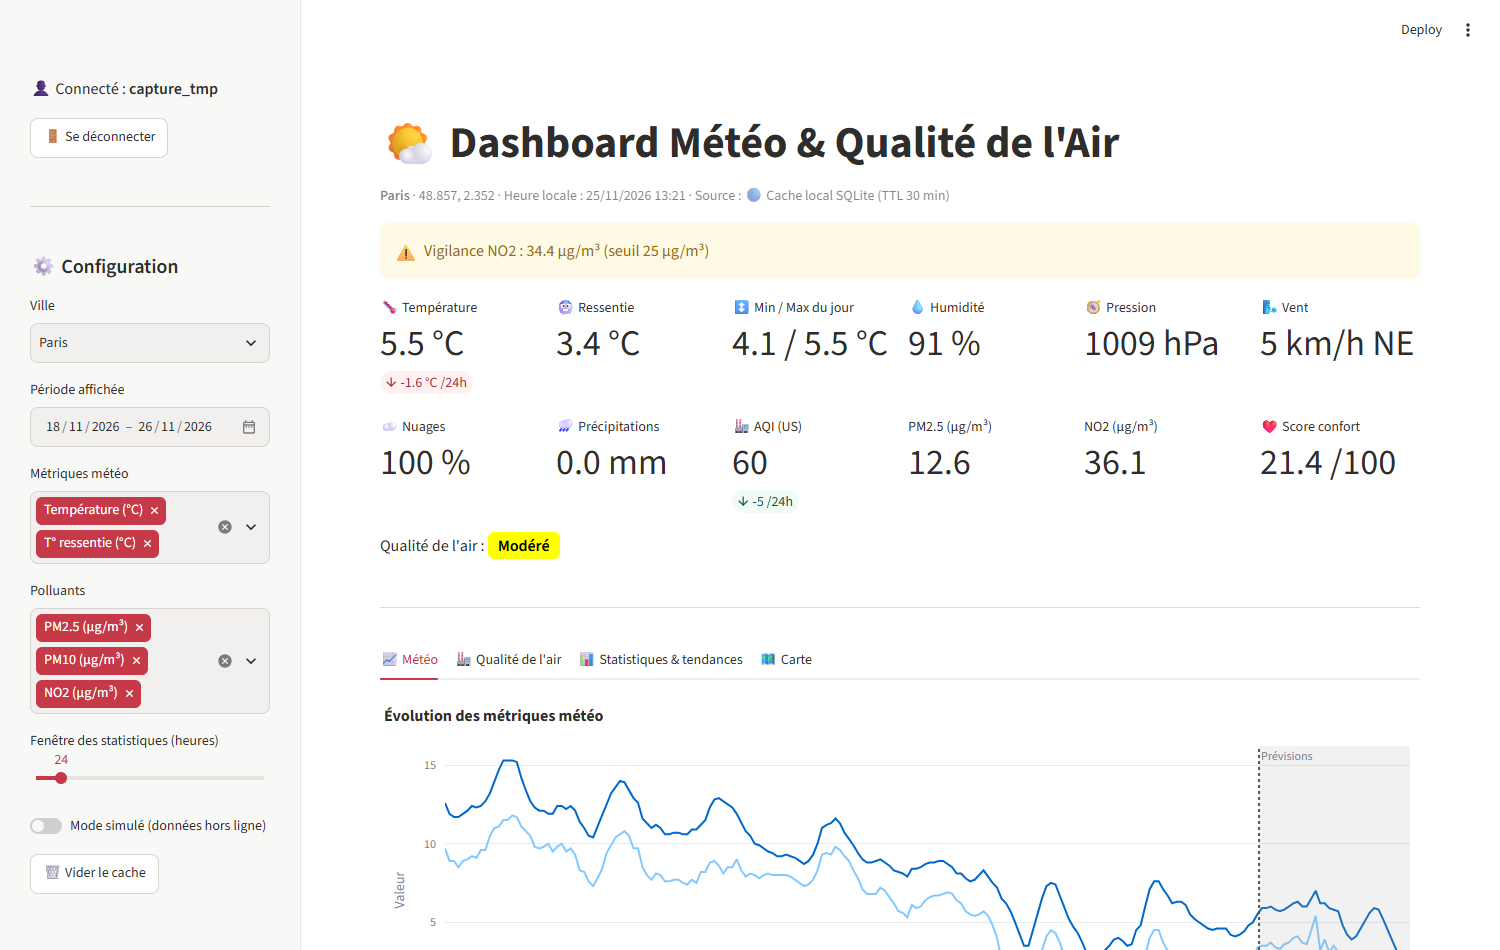 Deploy
Connecté : capture_tmp
Se déconnecter
Configuration
Ville
Paris
Période affichée
18 / 11 / 2026 – 26 / 11 / 2026
Métriques météo
Température (°C) ×
T° ressentie (°C) ×
Polluants
PM2.5 (µg/m³) ×
PM10 (µg/m³) ×
NO2 (µg/m³) ×
Fenêtre des statistiques (heures)
24
Mode simulé (données hors ligne)
Vider le cache
Dashboard Météo & Qualité de l'Air
Paris · 48.857, 2.352 · Heure locale : 25/11/2026 13:21 · Source : Cache local SQLite (TTL 30 min)
Vigilance NO2 : 34.4 µg/m³ (seuil 25 µg/m³)
Température
5.5 °C
↓ -1.6 °C /24h
Ressentie
3.4 °C
Min / Max du jour
4.1 / 5.5 °C
Humidité
91 %
Pression
1009 hPa
Vent
5 km/h NE
Nuages
100 %
Précipitations
0.0 mm
AQI (US)
60
↓ -5 /24h
PM2.5 (µg/m³)
12.6
NO2 (µg/m³)
36.1
Score confort
21.4 /100
Qualité de l'air : Modéré
Météo
Qualité de l'air
Statistiques & tendances
Carte
Évolution des métriques météo
Prévisions
15
10
5
Valeur